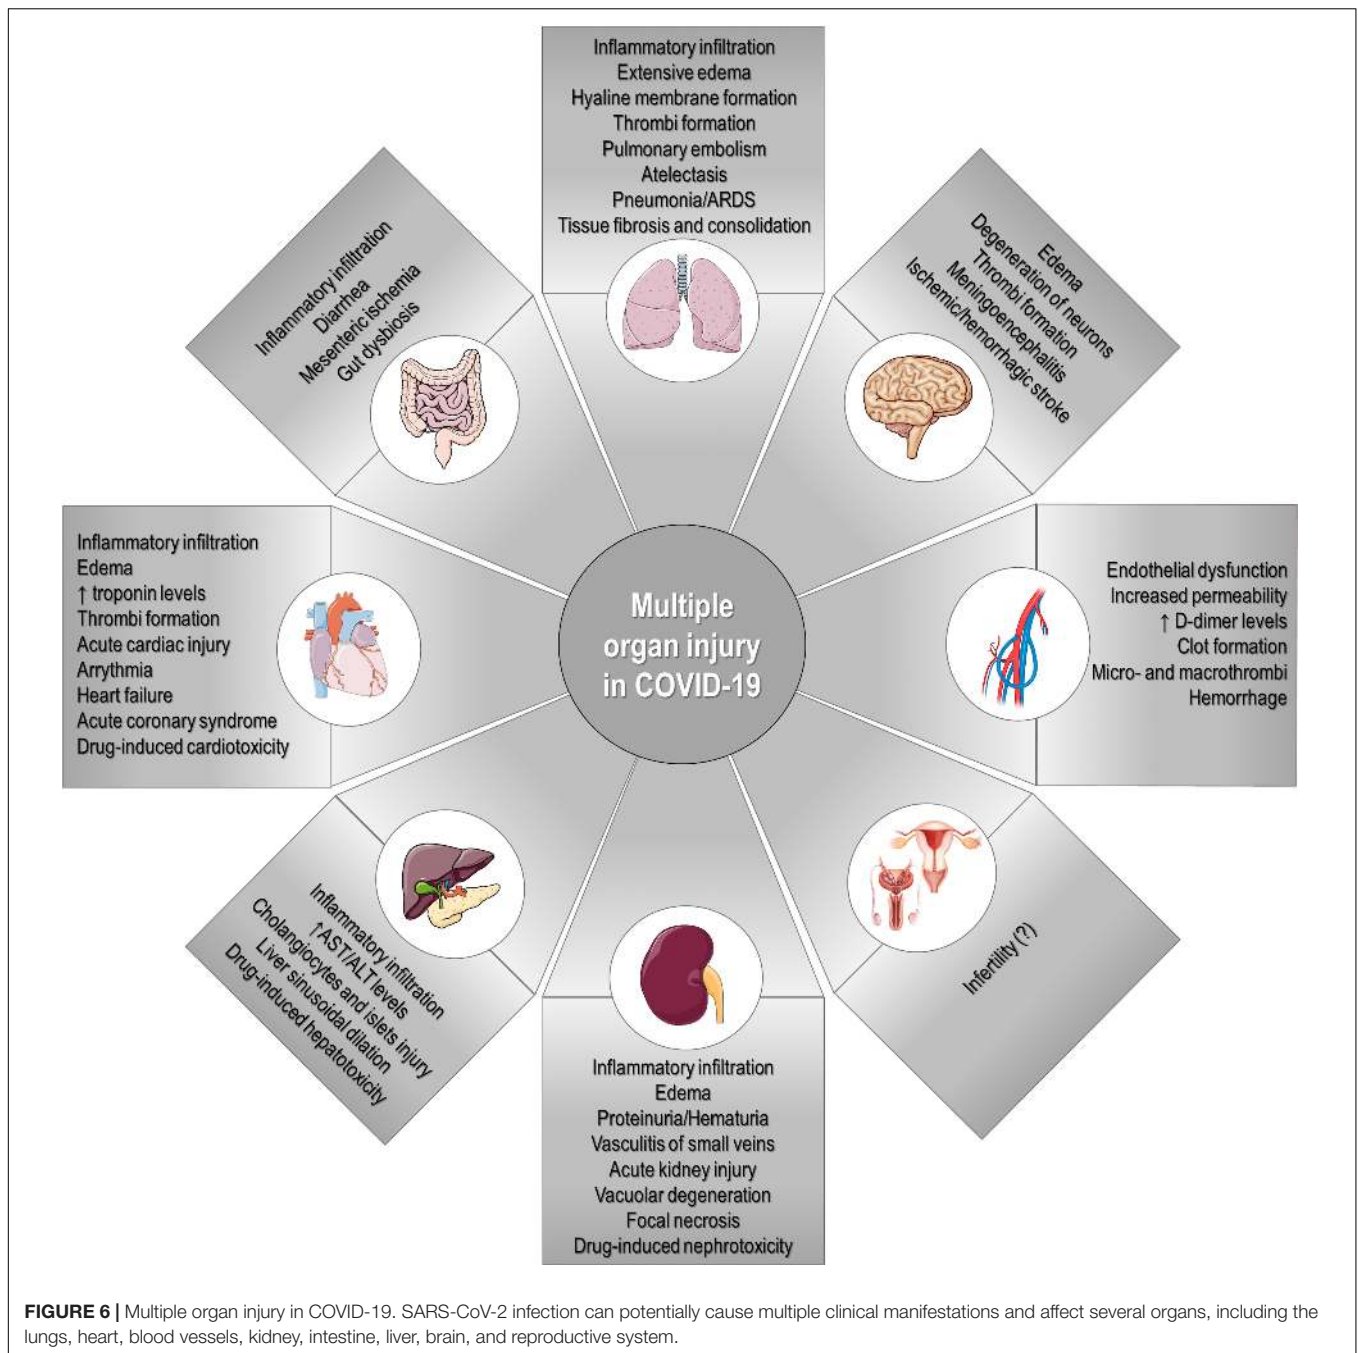 Inflammatory infiltration
Extensive edema
Hyaline membrane formation
Thrombi formation
Pulmonary embolism
Atelectasis
Pneumonia/ARDS
Tissue fibrosis and consolidation
Edema
Degeneration of neurons
Thrombi formation
Meningoencephalitis
Ischemic/hemorrhagic stroke
Endothelial dysfunction
Increased permeability
↑ D-dimer levels
Clot formation
Micro- and macrothrombi
Hemorrhage
Infertility (?)
Inflammatory infiltration
Edema
Proteinuria/Hematuria
Vasculitis of small veins
Acute kidney injury
Vacuolar degeneration
Focal necrosis
Drug-induced nephrotoxicity
Inflammatory infiltration
↑AST/ALT levels
Cholangiocytes and islets injury
Liver sinusoidal dilation
Drug-induced hepatotoxicity
Inflammatory infiltration
Edema
↑ troponin levels
Thrombi formation
Acute cardiac injury
Arrythmia
Heart failure
Acute coronary syndrome
Drug-induced cardiotoxicity
Inflammatory infiltration
Diarrhea
Mesenteric ischemia
Gut dysbiosis
Multiple
organ injury
in COVID-19
FIGURE 6 | Multiple organ injury in COVID-19. SARS-CoV-2 infection can potentially cause multiple clinical manifestations and affect several organs, including the
lungs, heart, blood vessels, kidney, intestine, liver, brain, and reproductive system.